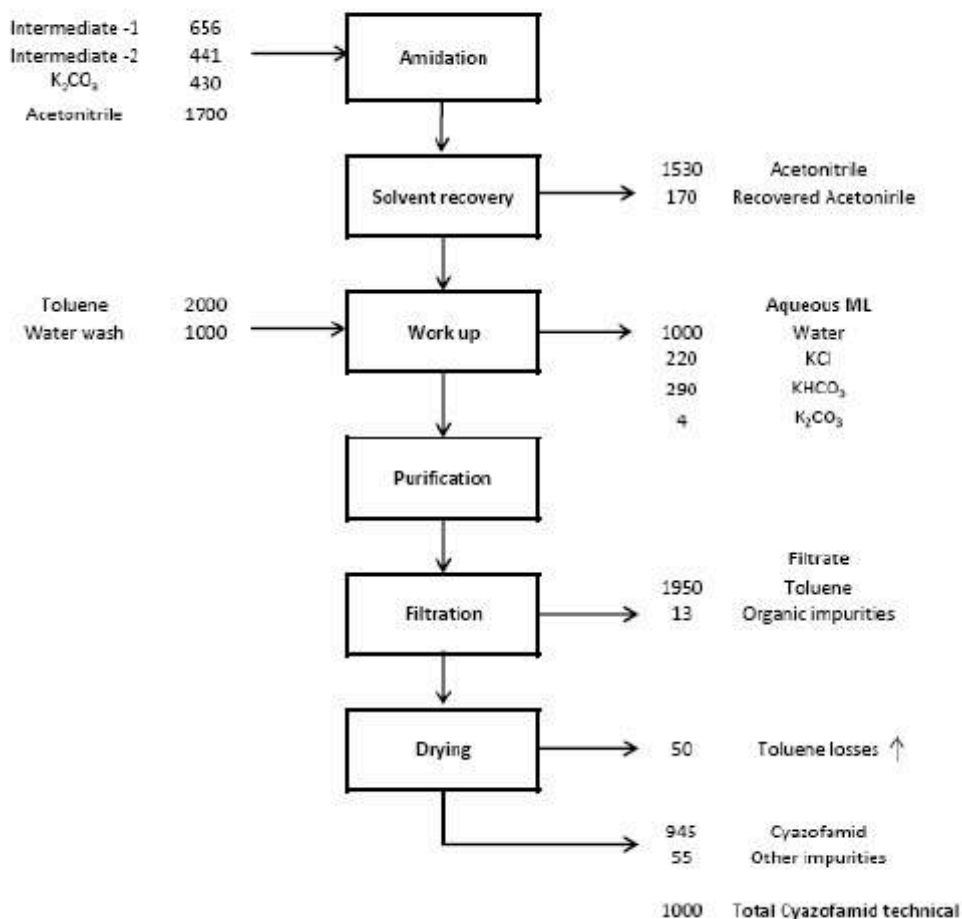 Intermediate -1 656
Intermediate -2 441
K₂CO₃ 430
Acetonitrile 1700
Amidation
Solvent recovery
1530 Acetonitrile
170 Recovered Acetonirile
Toluene 2000
Water wash 1000
Work up
Aqueous ML
1000 Water
220 KCl
290 KHCO₃
4 K₂CO₃
Purification
Filtration
Filtrate
1950 Toluene
13 Organic impurities
Drying
50 Toluene losses ↑
945 Cyazofamid
55 Other impurities
1000 Total Cyazofamid technical